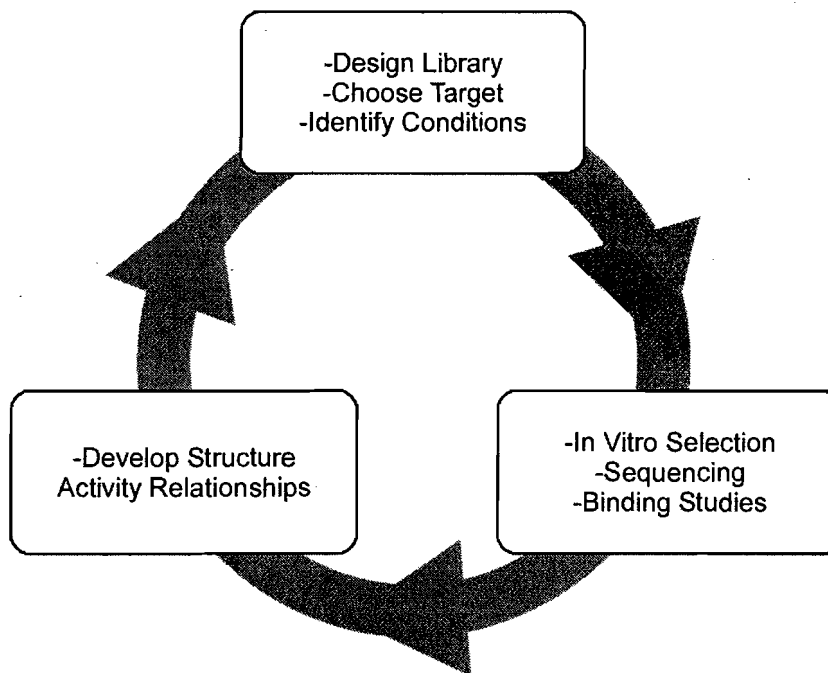 -Design Library
-Choose Target
-Identify Conditions
-In Vitro Selection
-Sequencing
-Binding Studies
-Develop Structure
Activity Relationships